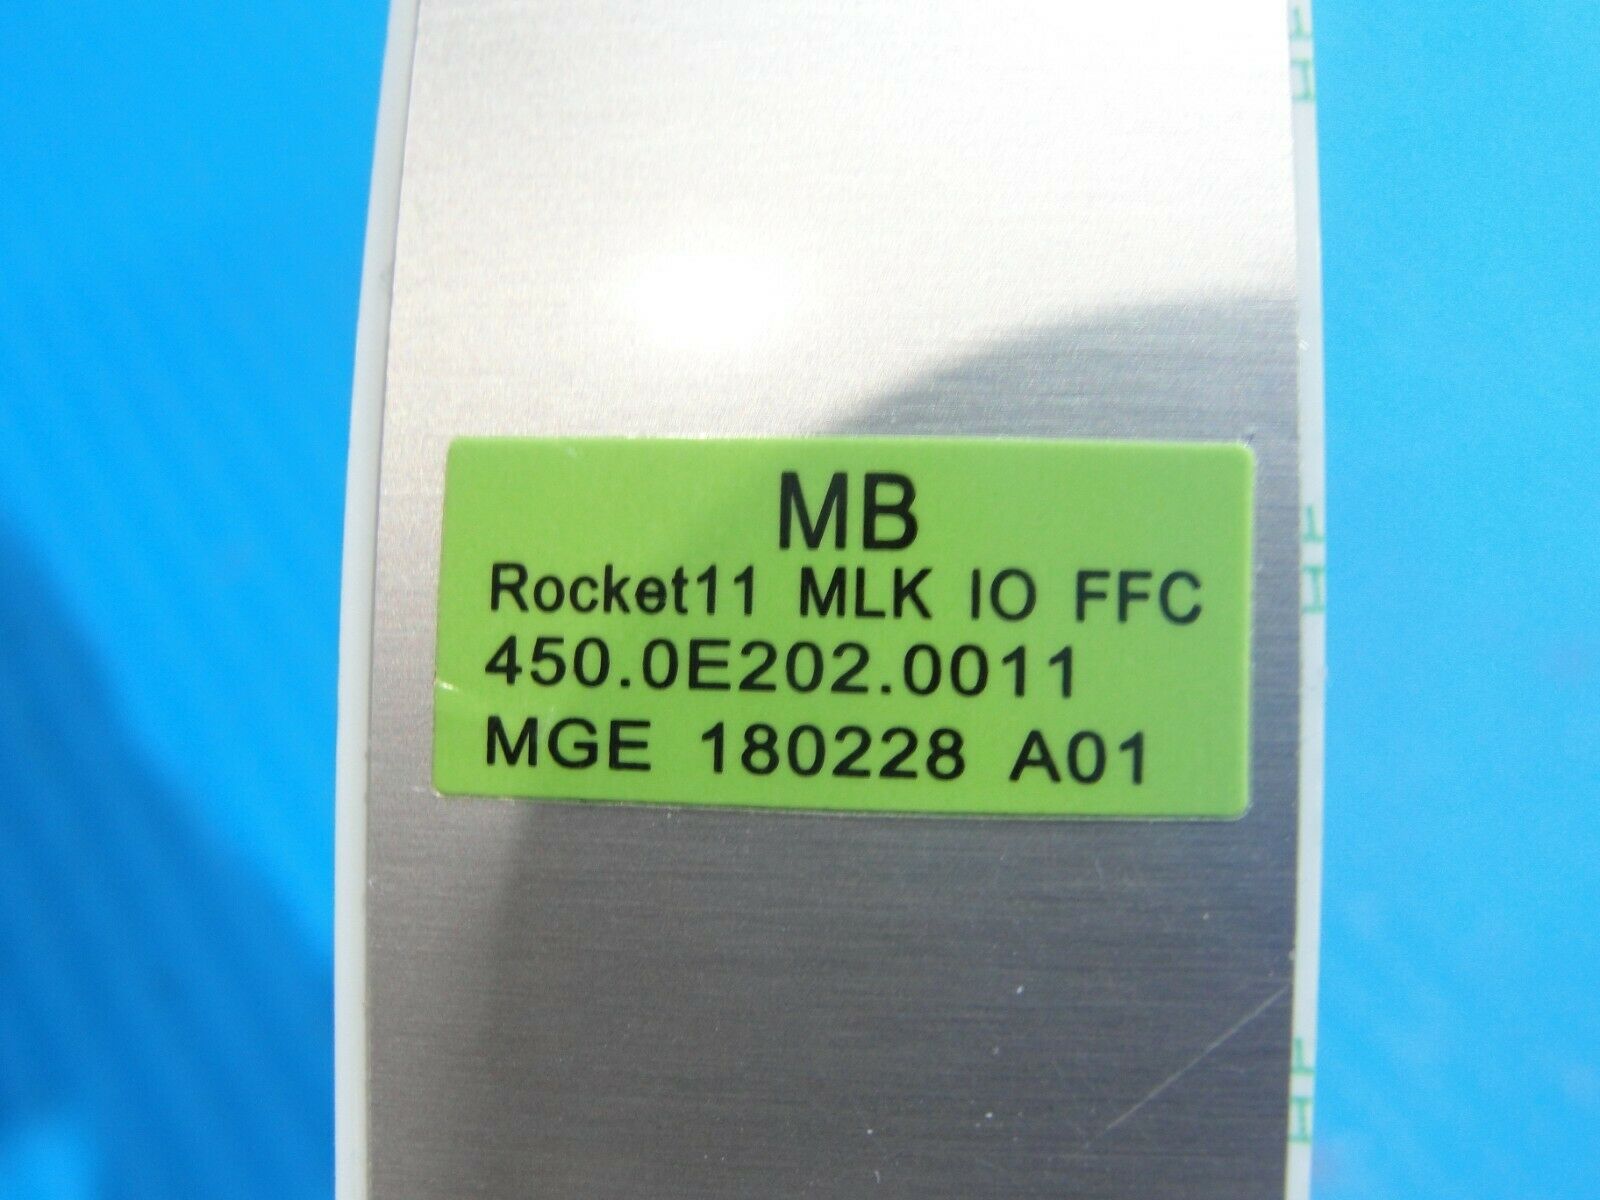 MB
Rocket11 MLK IO FFC
450.0E202.0011
MGE 180228 A01